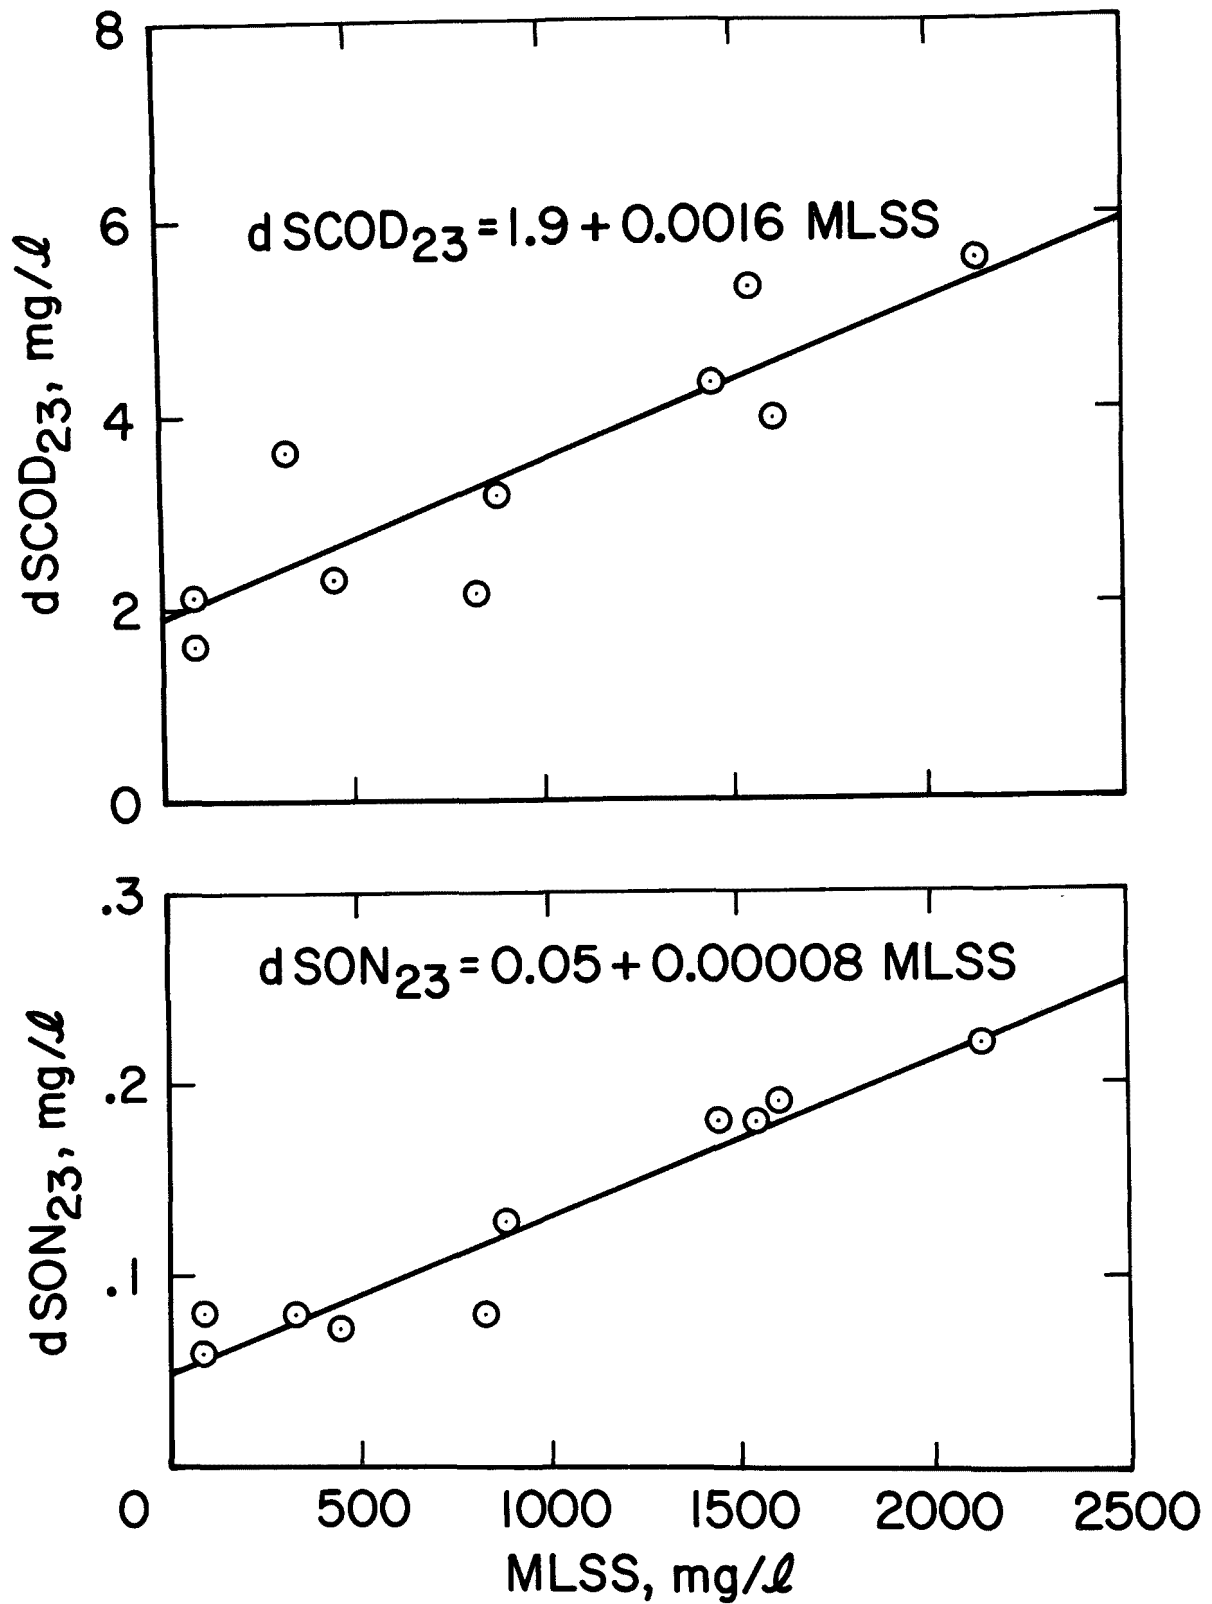 8
6
4
2
0
dSCOD23, mg/ℓ
dSCOD23 = 1.9 + 0.0016 MLSS
.3
.2
.1
dSON23, mg/ℓ
dSON23 = 0.05 + 0.00008 MLSS
0 500 1000 1500 2000 2500
MLSS, mg/ℓ